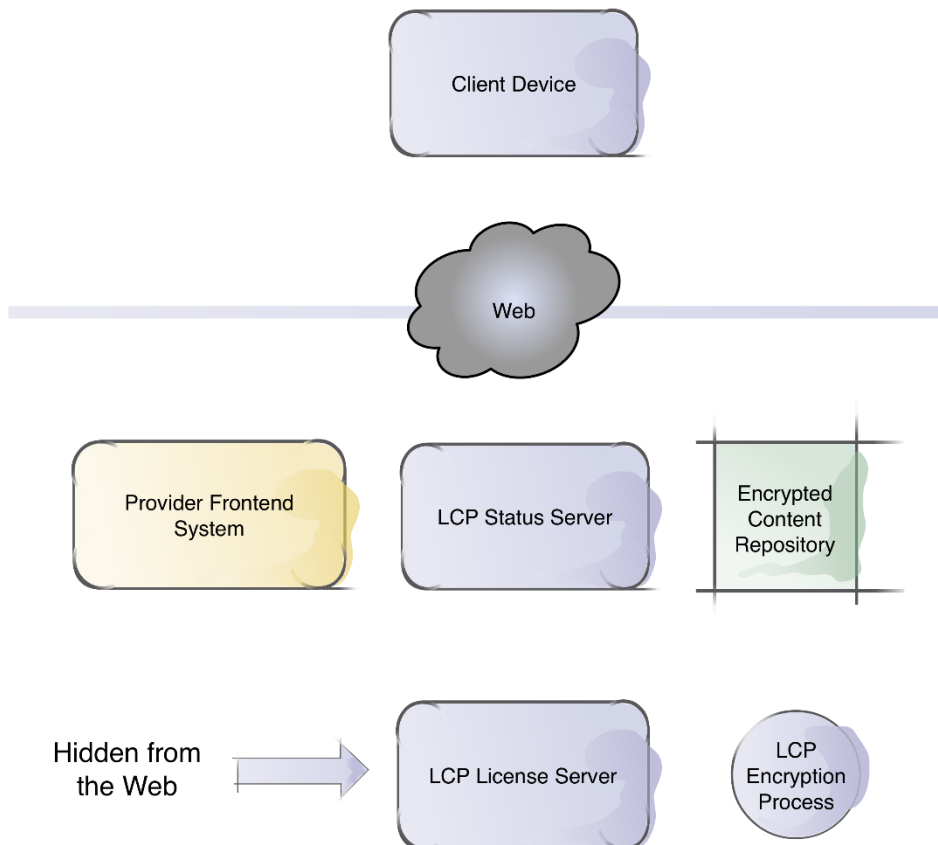 Client Device
Web
Provider Frontend
System
LCP Status Server
Encrypted
Content
Repository
Hidden from
the Web
LCP License Server
LCP
Encryption
Process